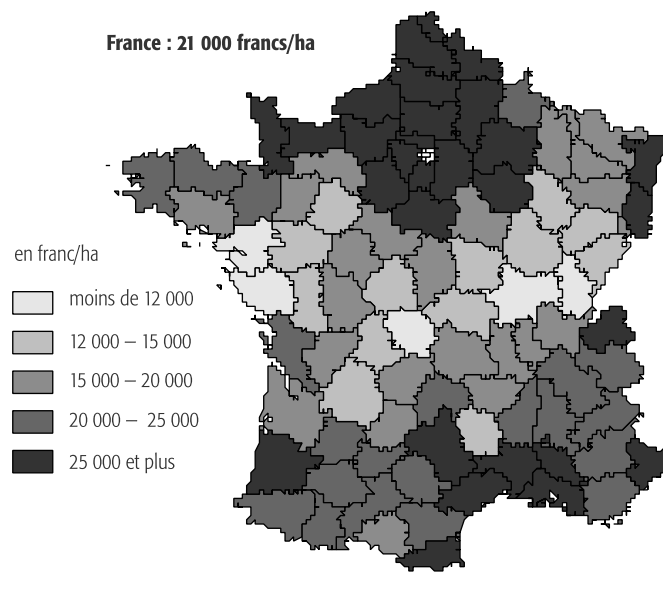 France : 21 000 francs/ha
en franc/ha
moins de 12 000
12 000 – 15 000
15 000 – 20 000
20 000 – 25 000
25 000 et plus